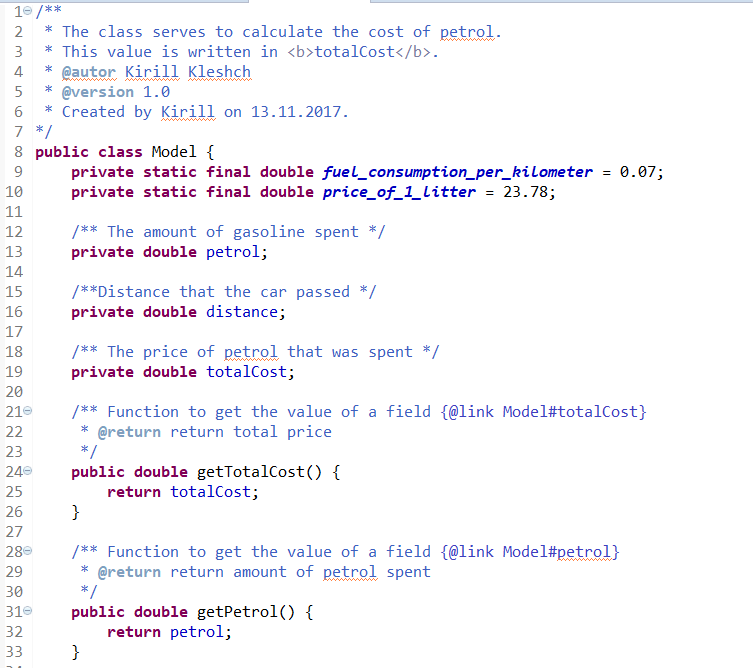 1 /**
2 * The class serves to calculate the cost of petrol.
3 * This value is written in <b>totalCost</b>.
4 * @autor Kirill Kleshch
5 * @version 1.0
6 * Created by Kirill on 13.11.2017.
7 */
8 public class Model {
9 private static final double fuel_consumption_per_kilometer = 0.07;
10 private static final double price_of_1_litter = 23.78;
11
12 /** The amount of gasoline spent */
13 private double petrol;
14
15 /**Distance that the car passed */
16 private double distance;
17
18 /** The price of petrol that was spent */
19 private double totalCost;
20
21 /** Function to get the value of a field {@link Model#totalCost}
22 * @return return total price
23 */
24 public double getTotalCost() {
25 return totalCost;
26 }
27
28 /** Function to get the value of a field {@link Model#petrol}
29 * @return return amount of petrol spent
30 */
31 public double getPetrol() {
32 return petrol;
33 }